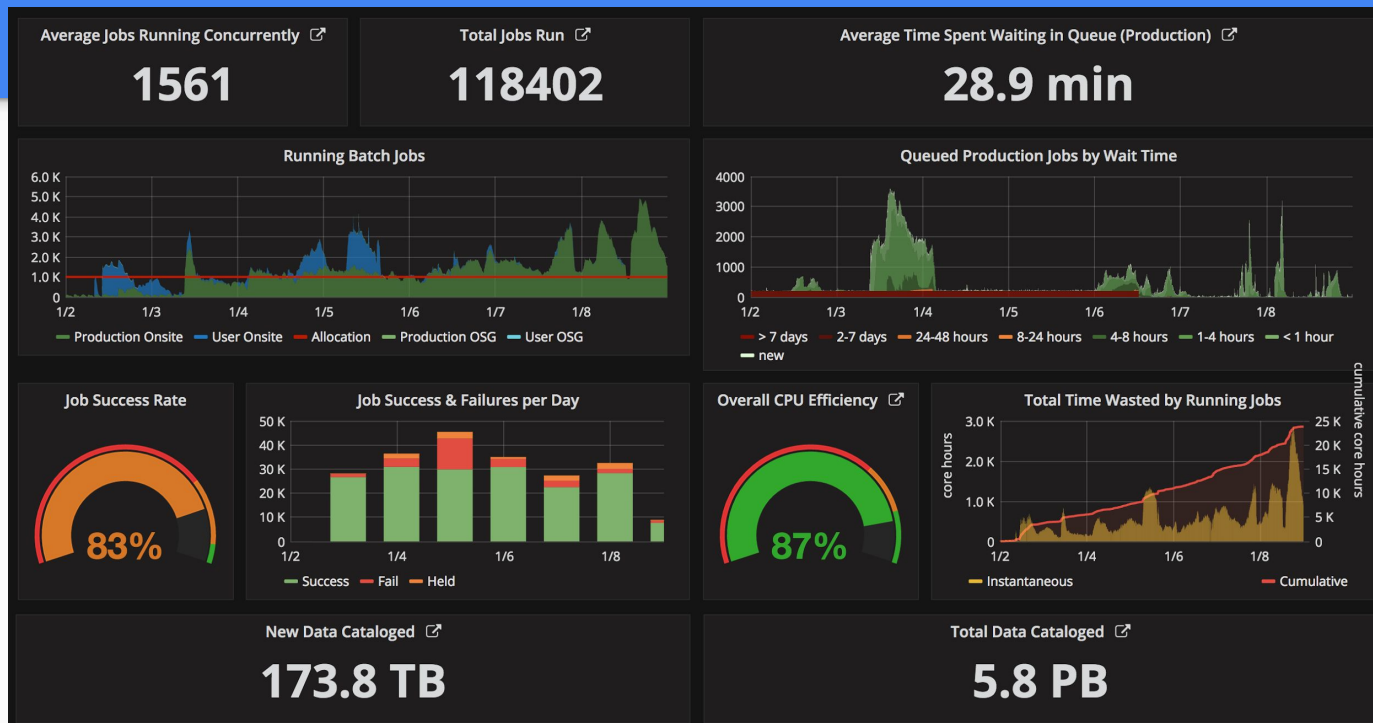 Average Jobs Running Concurrently
1561
Total Jobs Run
118402
Average Time Spent Waiting in Queue (Production)
28.9 min
Running Batch Jobs
6.0 K
5.0 K
4.0 K
3.0 K
2.0 K
1.0 K
0
1/2 1/3 1/4 1/5 1/6 1/7 1/8
Production Onsite User Onsite Allocation Production OSG User OSG
Queued Production Jobs by Wait Time
4000
3000
2000
1000
0
1/2 1/3 1/4 1/5 1/6 1/7 1/8
> 7 days 2-7 days 24-48 hours 8-24 hours 4-8 hours 1-4 hours < 1 hour
new
Job Success Rate
83%
Job Success & Failures per Day
50 K
40 K
30 K
20 K
10 K
0
1/2 1/4 1/6 1/8
Success Fail Held
Overall CPU Efficiency
87%
Total Time Wasted by Running Jobs
core hours
3.0 K
2.0 K
1.0 K
0
25 K
20 K
15 K
10 K
5 K
0
cumulative core hours
1/2 1/4 1/6 1/8
Instantaneous Cumulative
New Data Cataloged
173.8 TB
Total Data Cataloged
5.8 PB